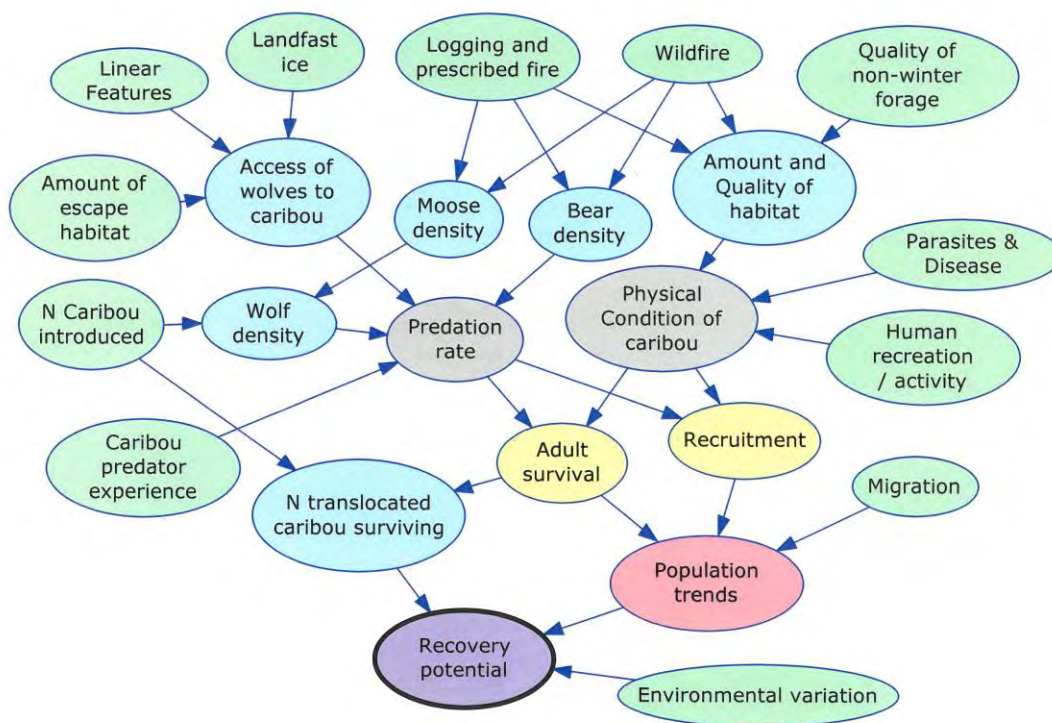 Landfast
ice
Logging and
prescribed fire
Wildfire
Quality of
non-winter
forage
Linear
Features
Amount of
escape
habitat
Access of
wolves to
caribou
Moose
density
Bear
density
Amount and
Quality of
habitat
Parasites &
Disease
N Caribou
introduced
Wolf
density
Predation
rate
Physical
Condition of
caribou
Human
recreation
/ activity
Caribou
predator
experience
Adult
survival
Recruitment
N translocated
caribou surviving
Migration
Population
trends
Recovery
potential
Environmental variation